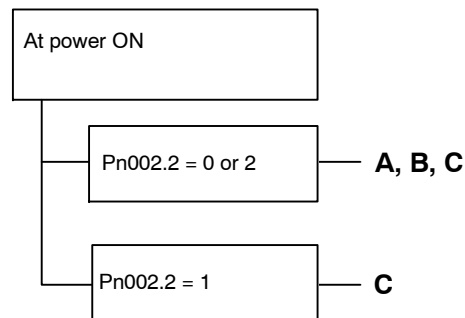 At power ON
Pn002.2 = 0 or 2
A, B, C
Pn002.2 = 1
C